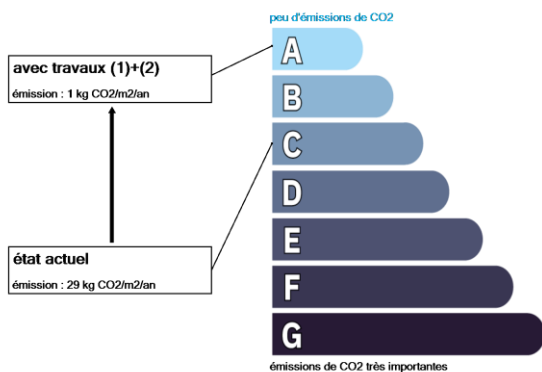 peu d'émissions de CO2
A
avec travaux (1)+(2)
émission : 1 kg CO2/m2/an
B
C
D
état actuel
émission : 29 kg CO2/m2/an
E
F
G
émissions de CO2 très importantes